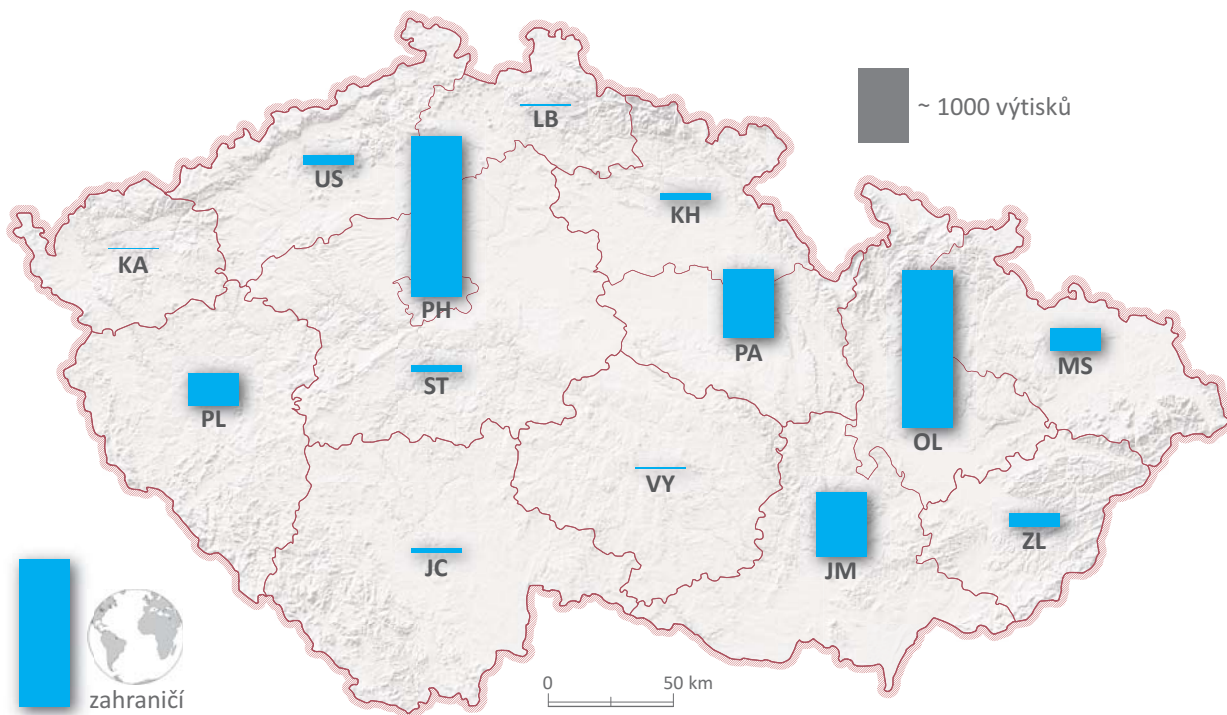 ~ 1000 výtisků
LB
US
KH
KA
PH
PA
MS
ST
PL
OL
VY
ZL
JC
JM
zahraničí
0 50 km